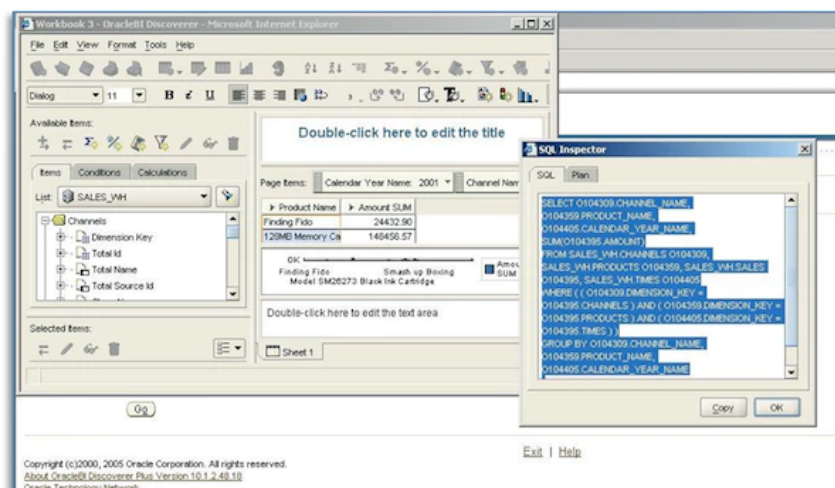 Workbook 3 - OracleBI Discoverer - Microsoft Internet Explorer
File Edit View Format Tools Help
Dialog 11 B i U
Available Items:
Items Conditions Calculations
List: SALES_WH
Channels
Dimension Key
Total Id
Total Name
Total Source Id
Selected Items:
Double-click here to edit the title
Page Items: Calendar Year Name: 2001 Channel Nam
Product Name Amount SUM
Finding Fido 24432.90
128MB Memory Ca 148456.57
0K
Finding Fido Smash up Boxing
Model SM26273 Black Ink Cartridge
Amou
SUM
Double-click here to edit the text area
Sheet 1
SQL Inspector
SQL Plan
SELECT O104309.CHANNEL_NAME,
O104359.PRODUCT_NAME,
O104405.CALENDAR_YEAR_NAME,
SUM(O104395.AMOUNT)
FROM SALES_WH.CHANNELS O104309,
SALES_WH.PRODUCTS O104359, SALES_WH.SALES
O104395, SALES_WH.TIMES O104405
WHERE ( ( O104309.DIMENSION_KEY =
O104395.CHANNELS ) AND ( O104359.DIMENSION_KEY =
O104395.PRODUCTS ) AND ( O104405.DIMENSION_KEY =
O104395.TIMES ) )
GROUP BY O104309.CHANNEL_NAME,
O104359.PRODUCT_NAME,
O104405.CALENDAR_YEAR_NAME
Copy OK
Go
Exit | Help
Copyright (c)2000, 2005 Oracle Corporation. All rights reserved.
About OracleBI Discoverer Plus Version 10.1.2.48.18
Oracle Technology Network